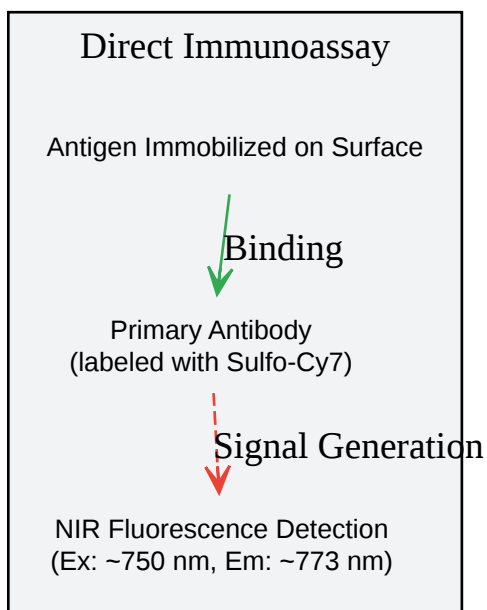 Direct Immunoassay
Antigen Immobilized on Surface
Binding
Primary Antibody
(labeled with Sulfo-Cy7)
Signal Generation
NIR Fluorescence Detection
(Ex: ~750 nm, Em: ~773 nm)